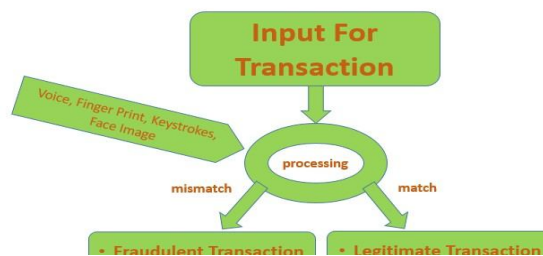 Input For
Transaction
Voice, Finger Print, Keystrokes,
Face Image
processing
mismatch
match
• Fraudulent Transaction
• Legitimate Transaction